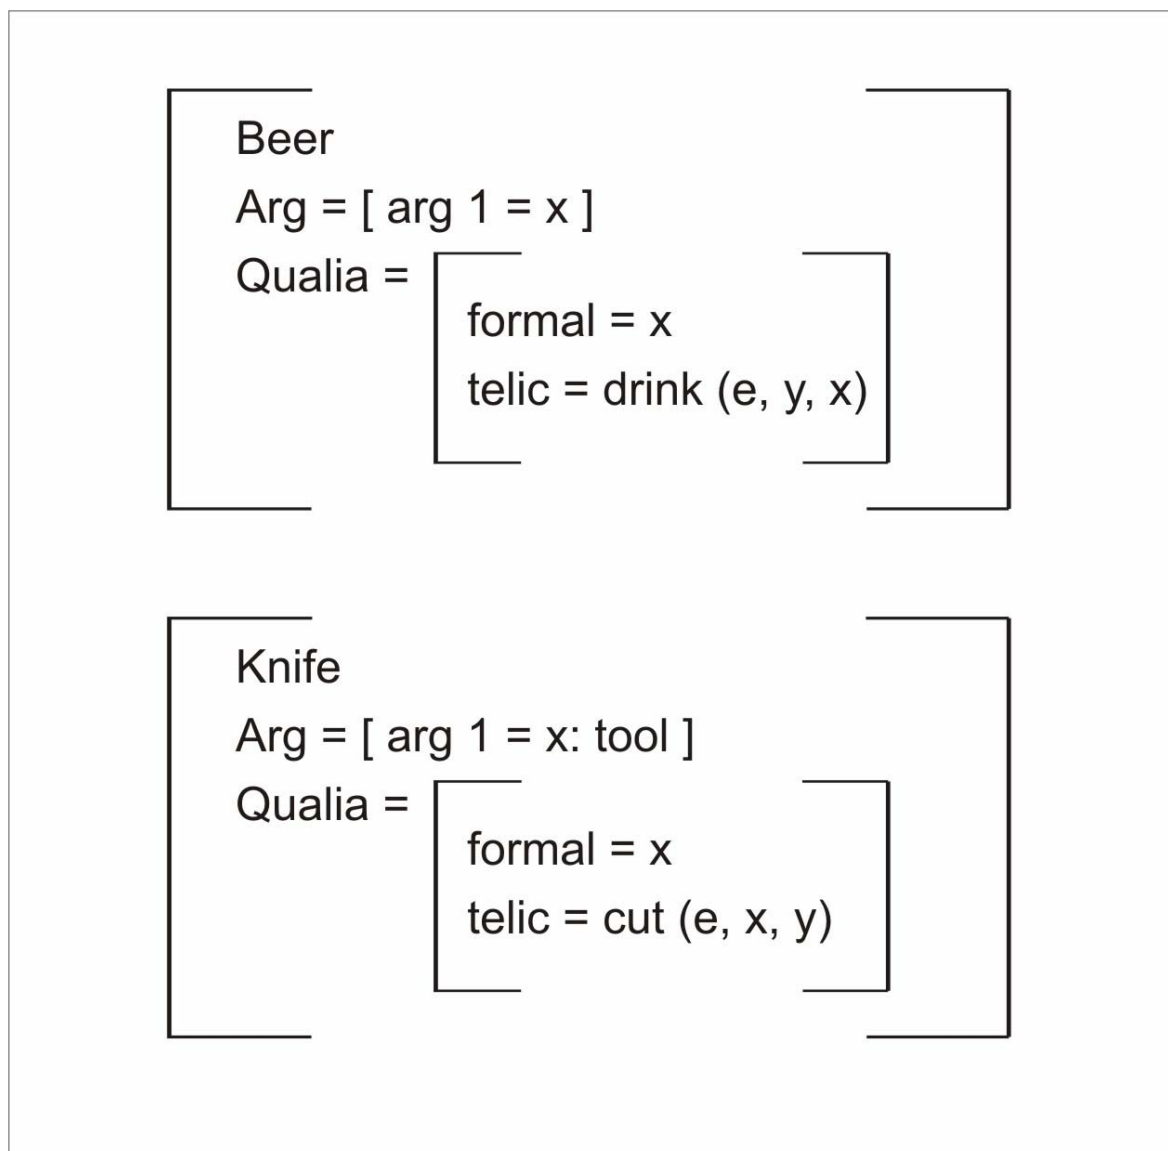 Beer
Arg = [ arg 1 = x ]
Qualia =
formal = x
telic = drink (e, y, x)
Knife
Arg = [ arg 1 = x: tool ]
Qualia =
formal = x
telic = cut (e, x, y)